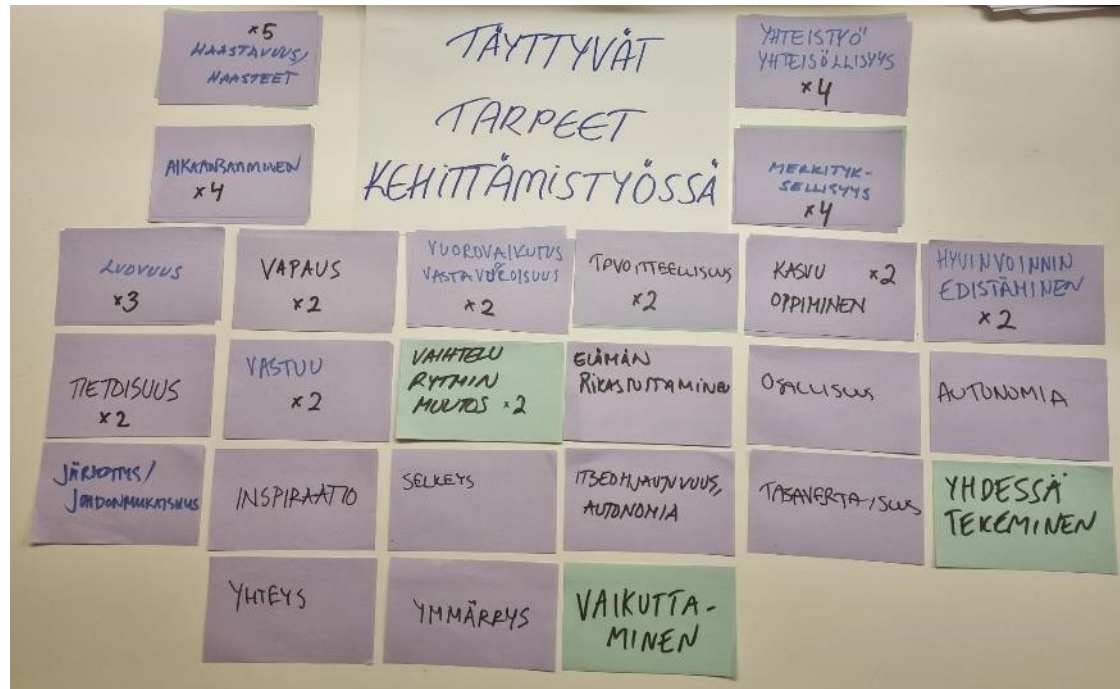 TÄYTTYVÄT
TARPEET
KEHITTÄMISTYÖSSÄ
×5
HAASTAVUUS/
HAASTEET
YHTEISTYÖ
YHTEISÖLLISYYS
×4
AIKAANSAAMINEN
×4
MERKITYK-
SELLISYYS
×4
LUOVUUS
×3
VAPAUS
×2
VUOROVAIKUTUS
VASTAVUOROISUUS
×2
TAVOITTEELLISUUS
×2
KASVU ×2
OPPIMINEN
HYVINVOINNIN
EDISTÄMINEN
×2
TIETOISUUS
×2
VASTUU
×2
VAIHTELU
RYTMIN
MUUTOS ×2
ELÄMÄN
RIKASTUTTAMINEN
OSALLISUUS
AUTONOMIA
JÄRJESTYS/
JOHDONMUKAISUUS
INSPIRAATIO
SELKEYS
ITSEOHJAUTUVUUS,
AUTONOMIA
TASAVERTAISUUS
YHDESSÄ
TEKEMINEN
YHTEYS
YMMÄRRYS
VAIKUTTA-
MINEN